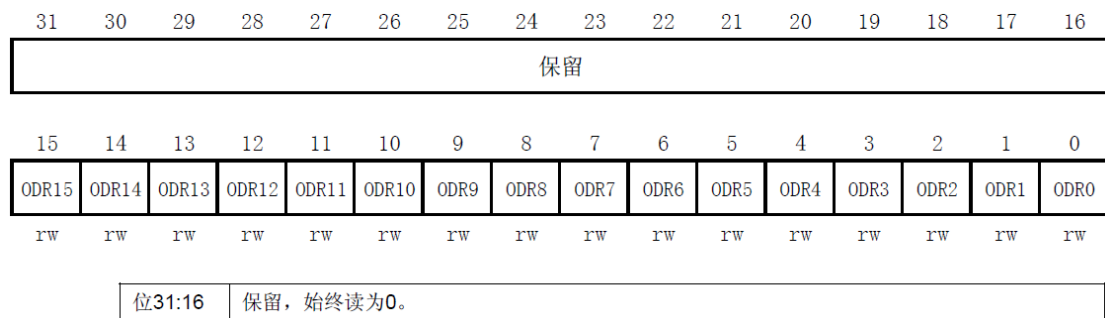 31 30 29 28 27 26 25 24 23 22 21 20 19 18 17 16
保留
15 14 13 12 11 10 9 8 7 6 5 4 3 2 1 0
ODR15 ODR14 ODR13 ODR12 ODR11 ODR10 ODR9 ODR8 ODR7 ODR6 ODR5 ODR4 ODR3 ODR2 ODR1 ODR0
rw rw rw rw rw rw rw rw rw rw rw rw rw rw rw rw
位31:16 保留，始终读为0。